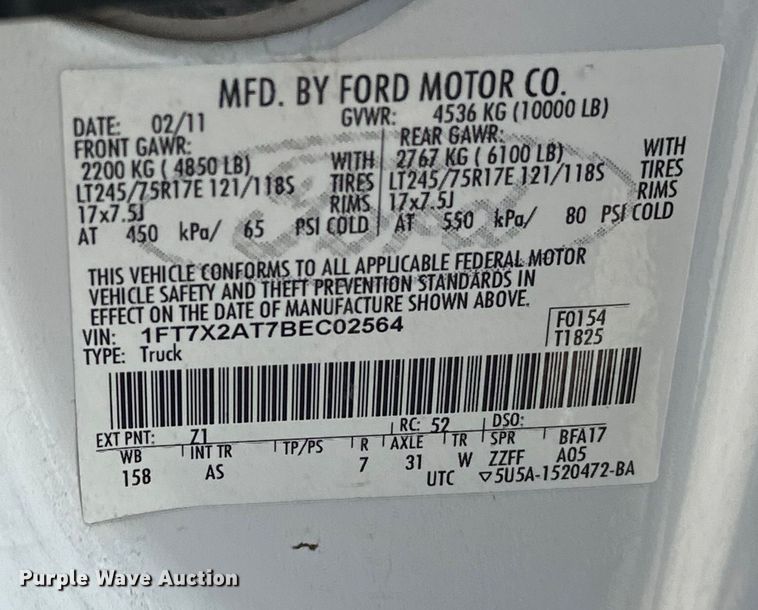 MFD. BY FORD MOTOR CO.
DATE: 02/11 GVWR: 4536 KG (10000 LB)
FRONT GAWR: REAR GAWR:
2200 KG ( 4850 LB) WITH 2767 KG ( 6100 LB) WITH
LT245/75R17E 121/118S TIRES LT245/75R17E 121/118S TIRES
17x7.5J RIMS 17x7.5J RIMS
AT 450 kPa/ 65 PSI COLD AT 550 kPa/ 80 PSI COLD
Ford
THIS VEHICLE CONFORMS TO ALL APPLICABLE FEDERAL MOTOR
VEHICLE SAFETY AND THEFT PREVENTION STANDARDS IN
EFFECT ON THE DATE OF MANUFACTURE SHOWN ABOVE.
VIN: 1FT7X2AT7BEC02564 F0154
TYPE: Truck T1825
EXT PNT: Z1 RC: 52 DSO:
WB INT TR TP/PS R AXLE TR SPR BFA17
158 AS 7 31 W ZZFF A05
UTC ▽5U5A-1520472-BA
Purple Wave Auction